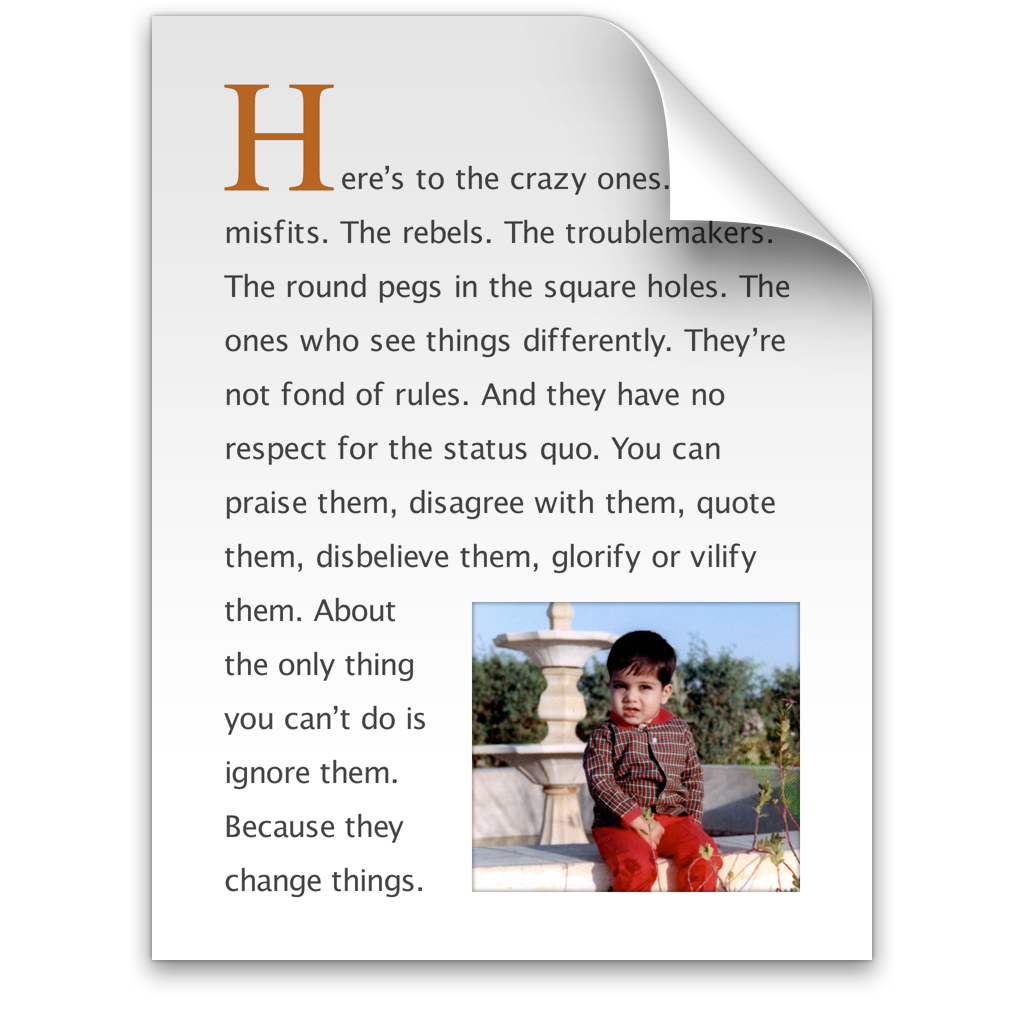 Here’s to the crazy ones.
misfits. The rebels. The troublemakers.
The round pegs in the square holes. The
ones who see things differently. They’re
not fond of rules. And they have no
respect for the status quo. You can
praise them, disagree with them, quote
them, disbelieve them, glorify or vilify
them. About
the only thing
you can’t do is
ignore them.
Because they
change things.